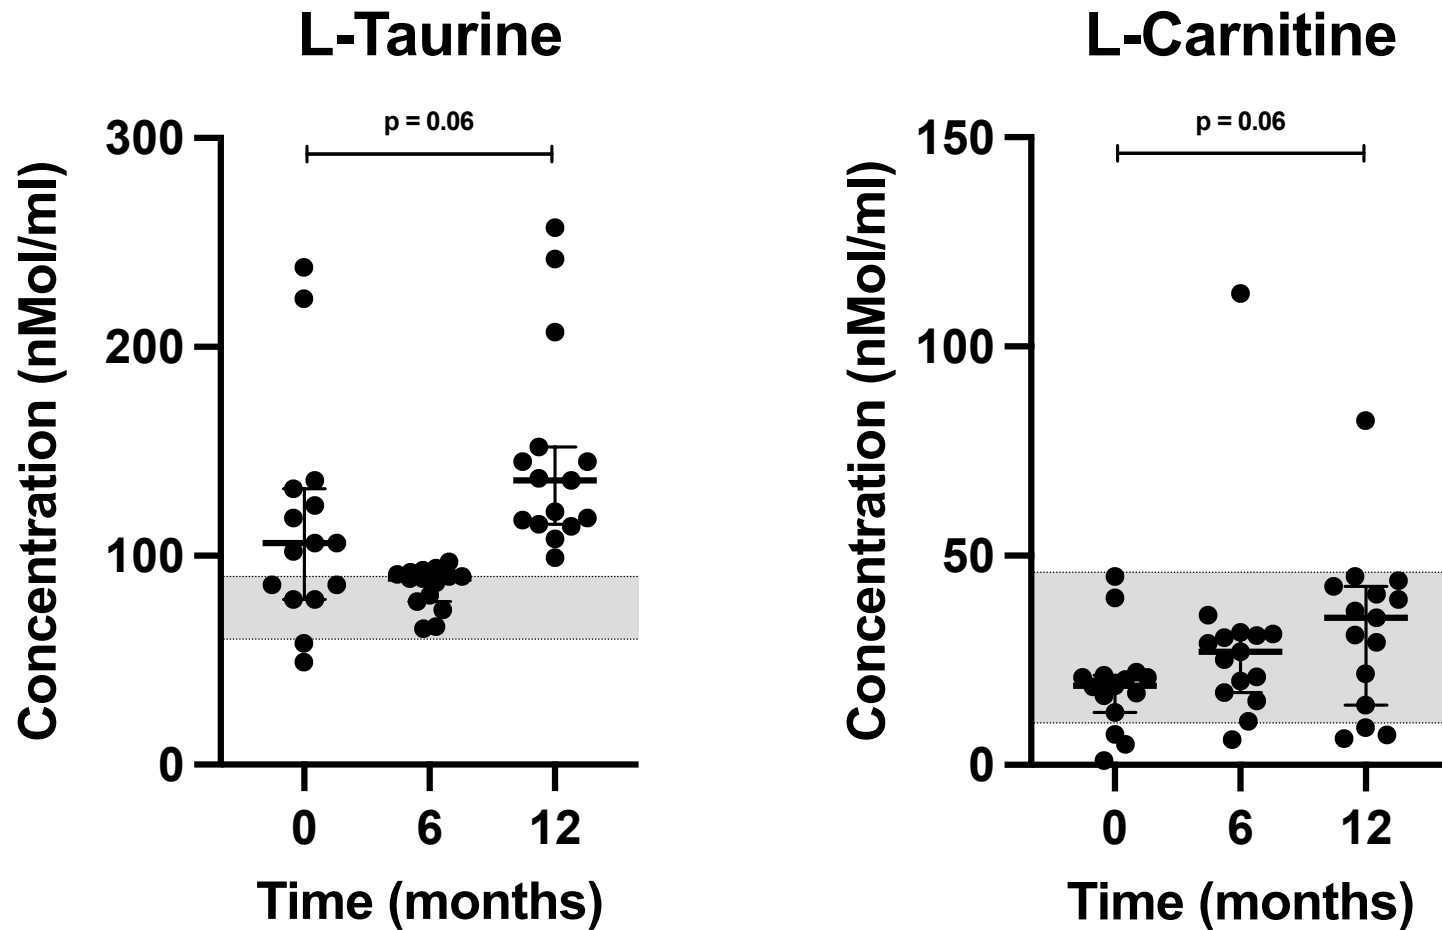 L-Taurine
p = 0.06
300
200
100
0
Concentration (nMol/ml)
0 6 12
Time (months)
L-Carnitine
p = 0.06
150
100
50
0
Concentration (nMol/ml)
0 6 12
Time (months)